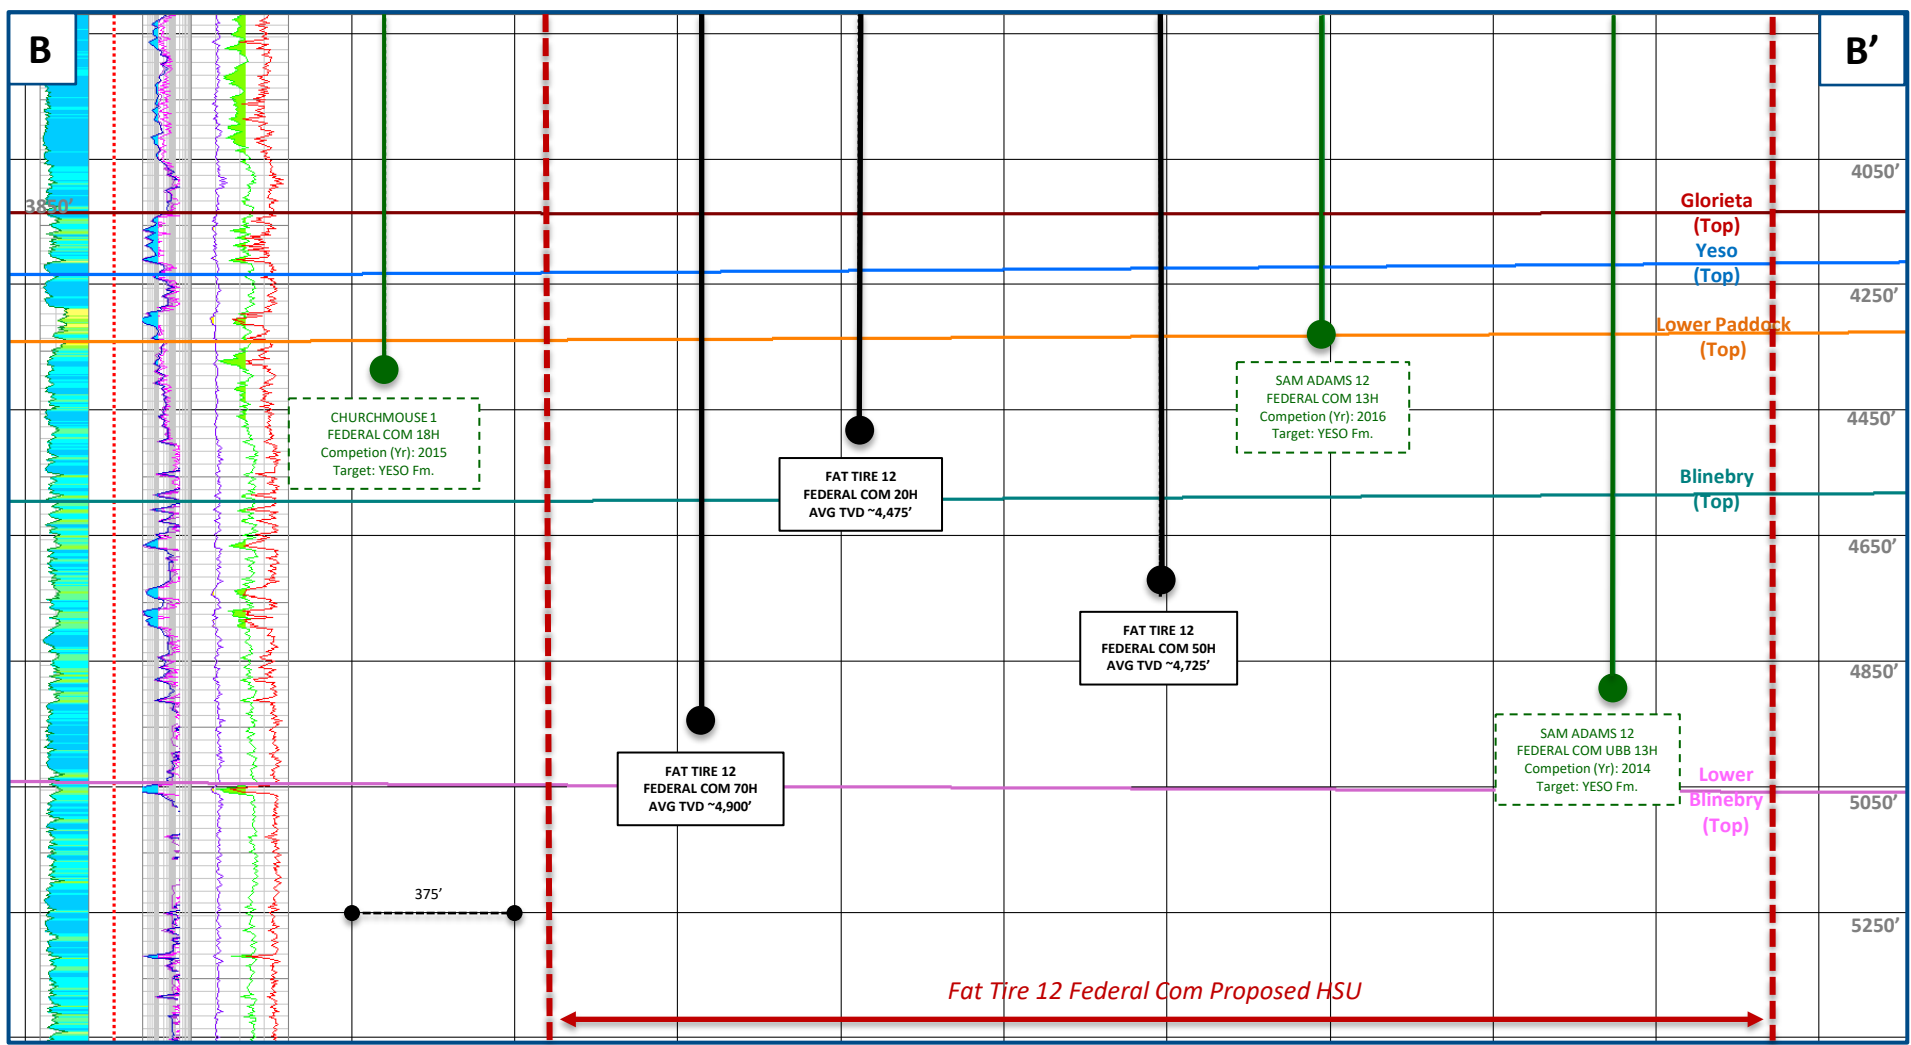 B
B’
4050’
3850’
Glorieta
(Top)
Yeso
(Top)
4250’
Lower Paddock
(Top)
CHURCHMOUSE 1
FEDERAL COM 18H
Competion (Yr): 2015
Target: YESO Fm.
SAM ADAMS 12
FEDERAL COM 13H
Competion (Yr): 2016
Target: YESO Fm.
4450’
FAT TIRE 12
FEDERAL COM 20H
AVG TVD ~4,475’
Blinebry
(Top)
4650’
FAT TIRE 12
FEDERAL COM 50H
AVG TVD ~4,725’
4850’
FAT TIRE 12
FEDERAL COM 70H
AVG TVD ~4,900’
SAM ADAMS 12
FEDERAL COM UBB 13H
Competion (Yr): 2014
Target: YESO Fm.
Lower
Blinebry
(Top)
5050’
375’
5250’
Fat Tire 12 Federal Com Proposed HSU